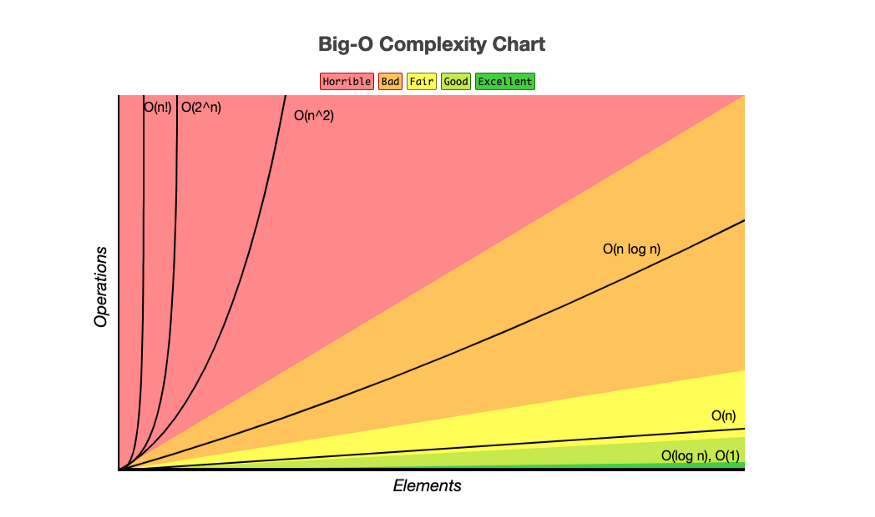 Big-O Complexity Chart
Horrible Bad Fair Good Excellent
O(n!) O(2^n)
O(n^2)
O(n log n)
O(n)
O(log n), O(1)
Operations
Elements